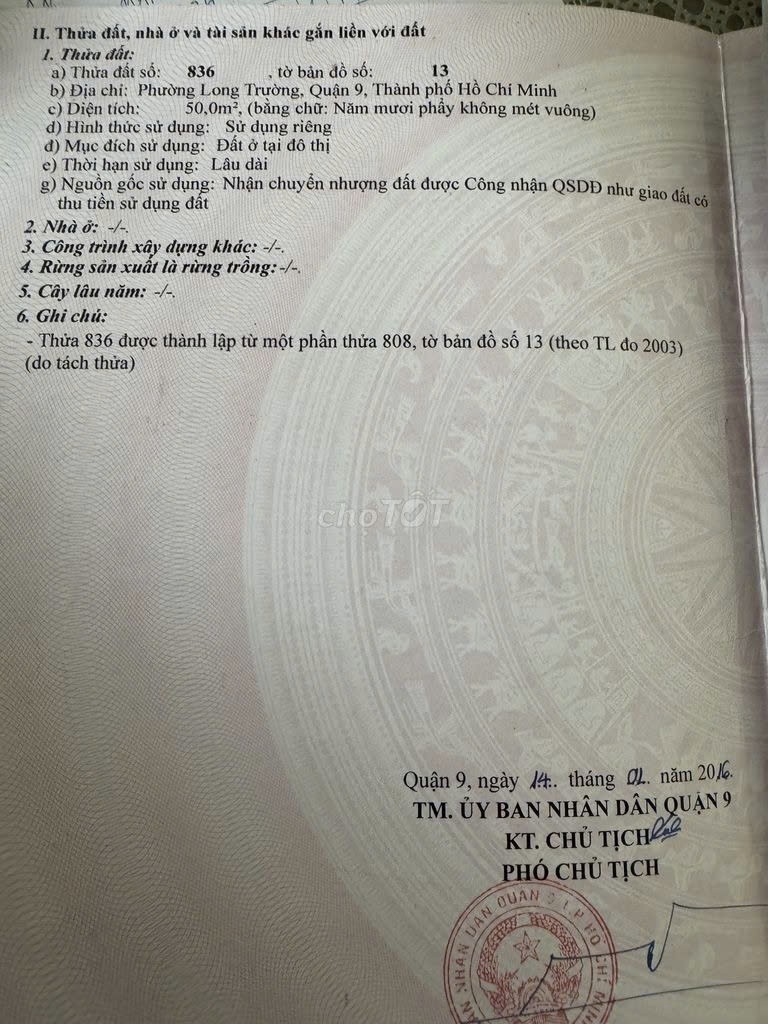 II. Thửa đất, nhà ở và tài sản khác gắn liền với đất
1. Thửa đất:
a) Thửa đất số: 836 , tờ bản đồ số: 13
b) Địa chỉ: Phường Long Trường, Quận 9, Thành phố Hồ Chí Minh
c) Diện tích: 50,0m², (bằng chữ: Năm mươi phẩy không mét vuông)
d) Hình thức sử dụng: Sử dụng riêng
đ) Mục đích sử dụng: Đất ở tại đô thị
e) Thời hạn sử dụng: Lâu dài
g) Nguồn gốc sử dụng: Nhận chuyển nhượng đất được Công nhận QSDĐ như giao đất có
thu tiền sử dụng đất
2. Nhà ở: -/-.
3. Công trình xây dựng khác: -/-.
4. Rừng sản xuất là rừng trồng: -/-.
5. Cây lâu năm: -/-.
6. Ghi chú:
- Thửa 836 được thành lập từ một phần thửa 808, tờ bản đồ số 13 (theo TL đo 2003)
(do tách thửa)
choTỐT
Quận 9, ngày 14.. tháng 01. năm 2016.
TM. ỦY BAN NHÂN DÂN QUẬN 9
KT. CHỦ TỊCH
PHÓ CHỦ TỊCH
NHÂN DÂN QUẬN 9 T.P HỒ CHÍ MINH